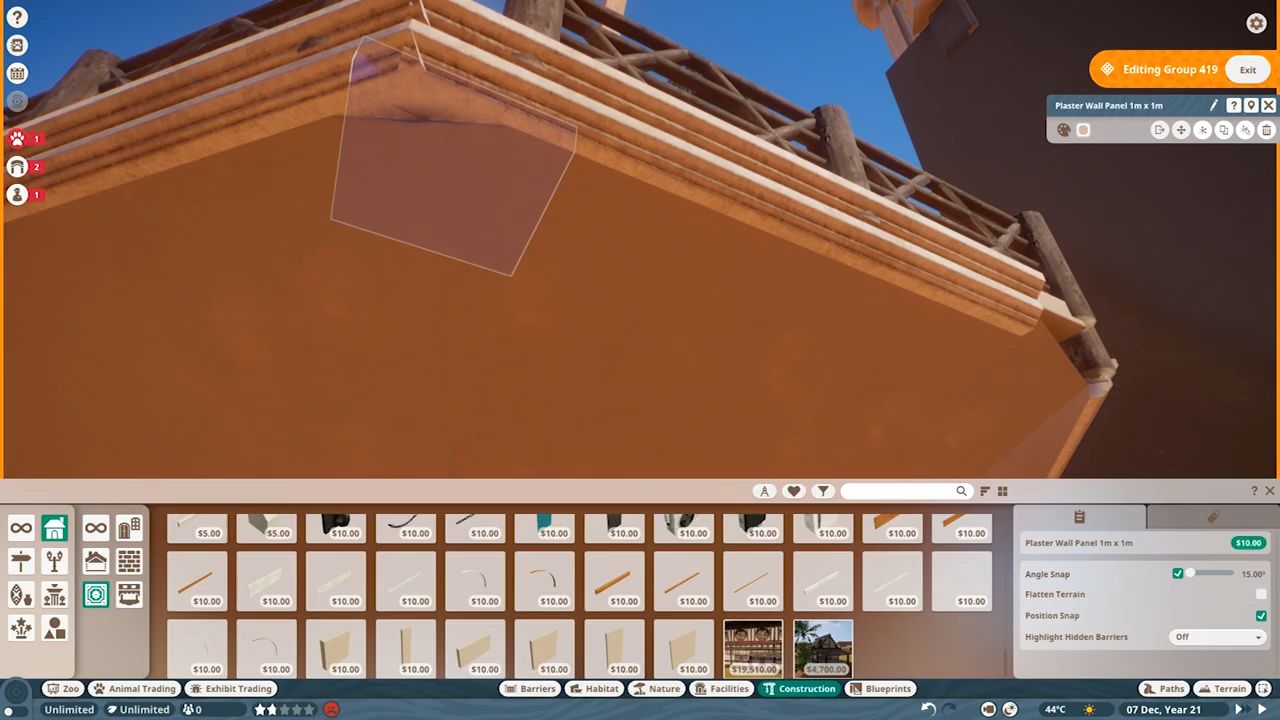 Editing Group 419
Exit
Plaster Wall Panel 1m x 1m
?
?
1
2
1
? 
$5.00 $5.00 $10.00 $10.00 $10.00 $10.00 $10.00 $10.00 $10.00 $10.00 $10.00 $10.00
$10.00 $10.00 $10.00 $10.00 $10.00 $10.00 $10.00 $10.00 $10.00 $10.00 $10.00 $10.00
$10.00 $10.00 $10.00 $10.00 $10.00 $10.00 $10.00 $10.00 $19,510.00 $4,700.00
Plaster Wall Panel 1m x 1m $10.00
Angle Snap 15.00°
Flatten Terrain
Position Snap
Highlight Hidden Barriers Off
Zoo Animal Trading Exhibit Trading Barriers Habitat Nature Facilities Construction Blueprints Paths Terrain
Unlimited Unlimited 0 44°C 07 Dec, Year 21